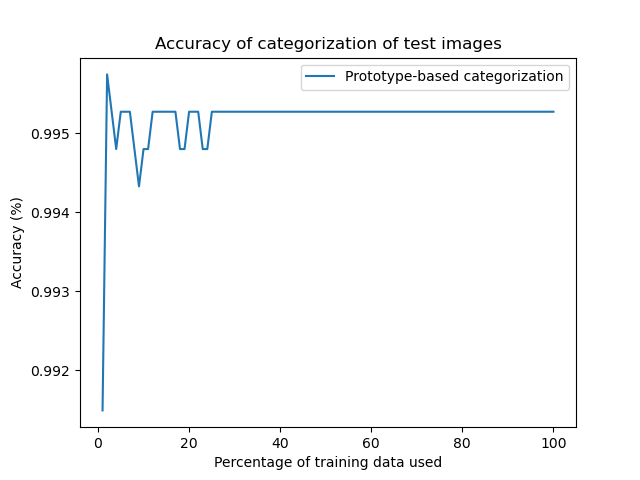 Accuracy of categorization of test images
Prototype-based categorization
0.995
0.994
0.993
0.992
Accuracy (%)
0 20 40 60 80 100
Percentage of training data used